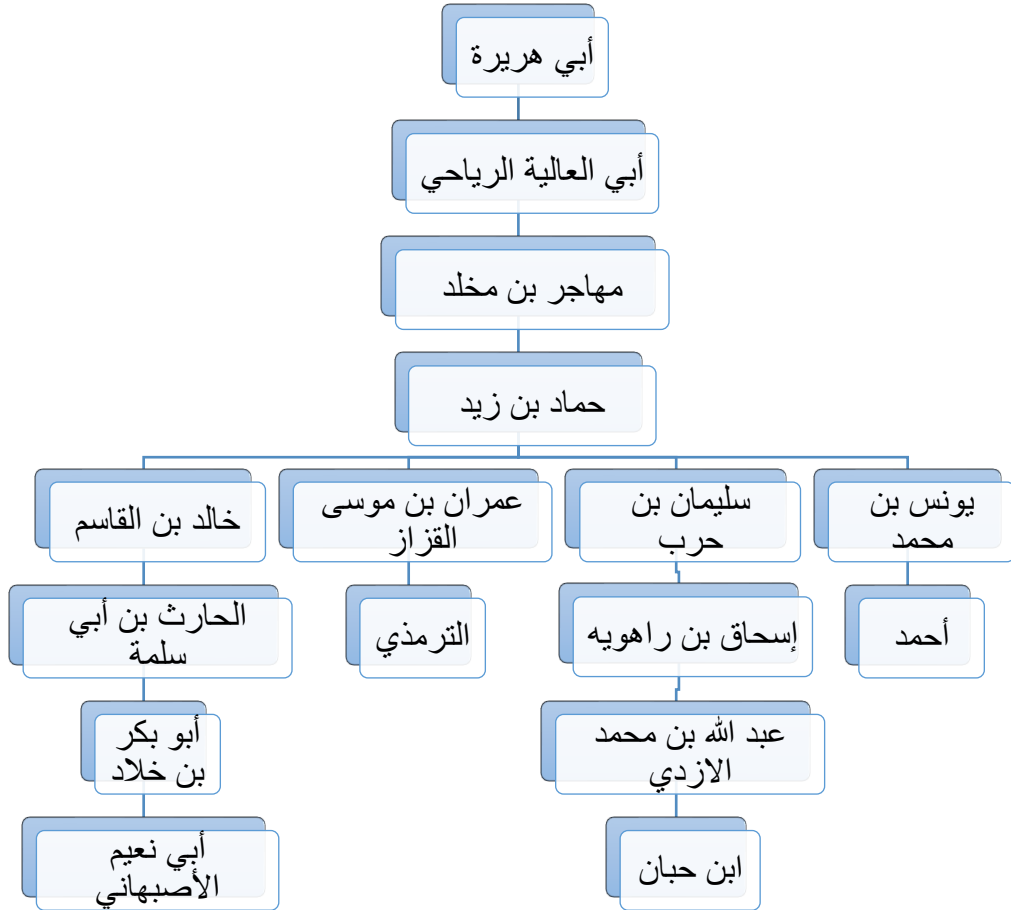 أبي هريرة
أبي العالية الرياحي
مهاجر بن مخلد
حماد بن زيد
يونس بن
محمد
سليمان بن
حرب
عمران بن موسى
القزاز
خالد بن القاسم
أحمد
إسحاق بن راهويه
الترمذي
الحارث بن أبي
سلمة
عبد الله بن محمد
الازدي
أبو بكر
بن خلاد
ابن حبان
أبي نعيم
الأصبهاني